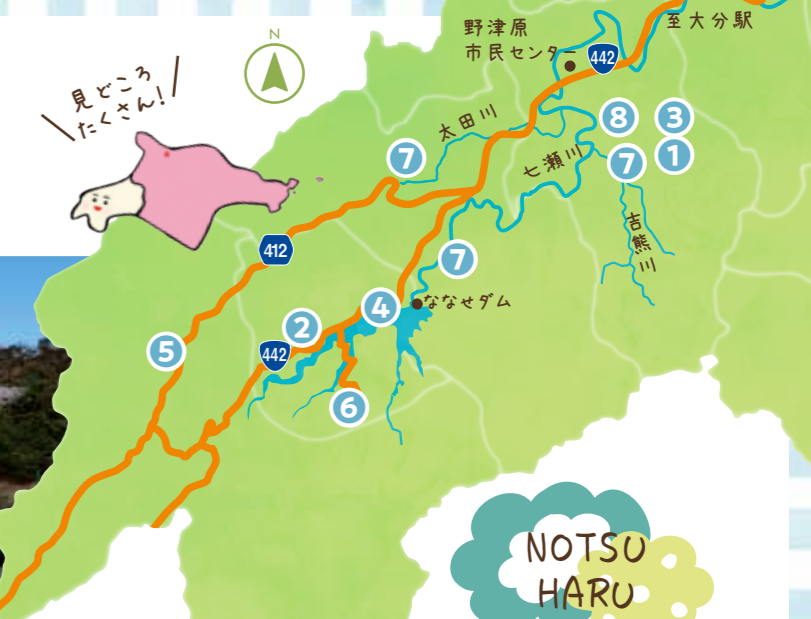 野津原
市民センター
至大分駅
442
N
見どころ
たくさん!
太田川
8
3
7
七瀬川
7
1
吉熊川
412
7
4
ななせダム
2
5
442
6
NOTSU
HARU